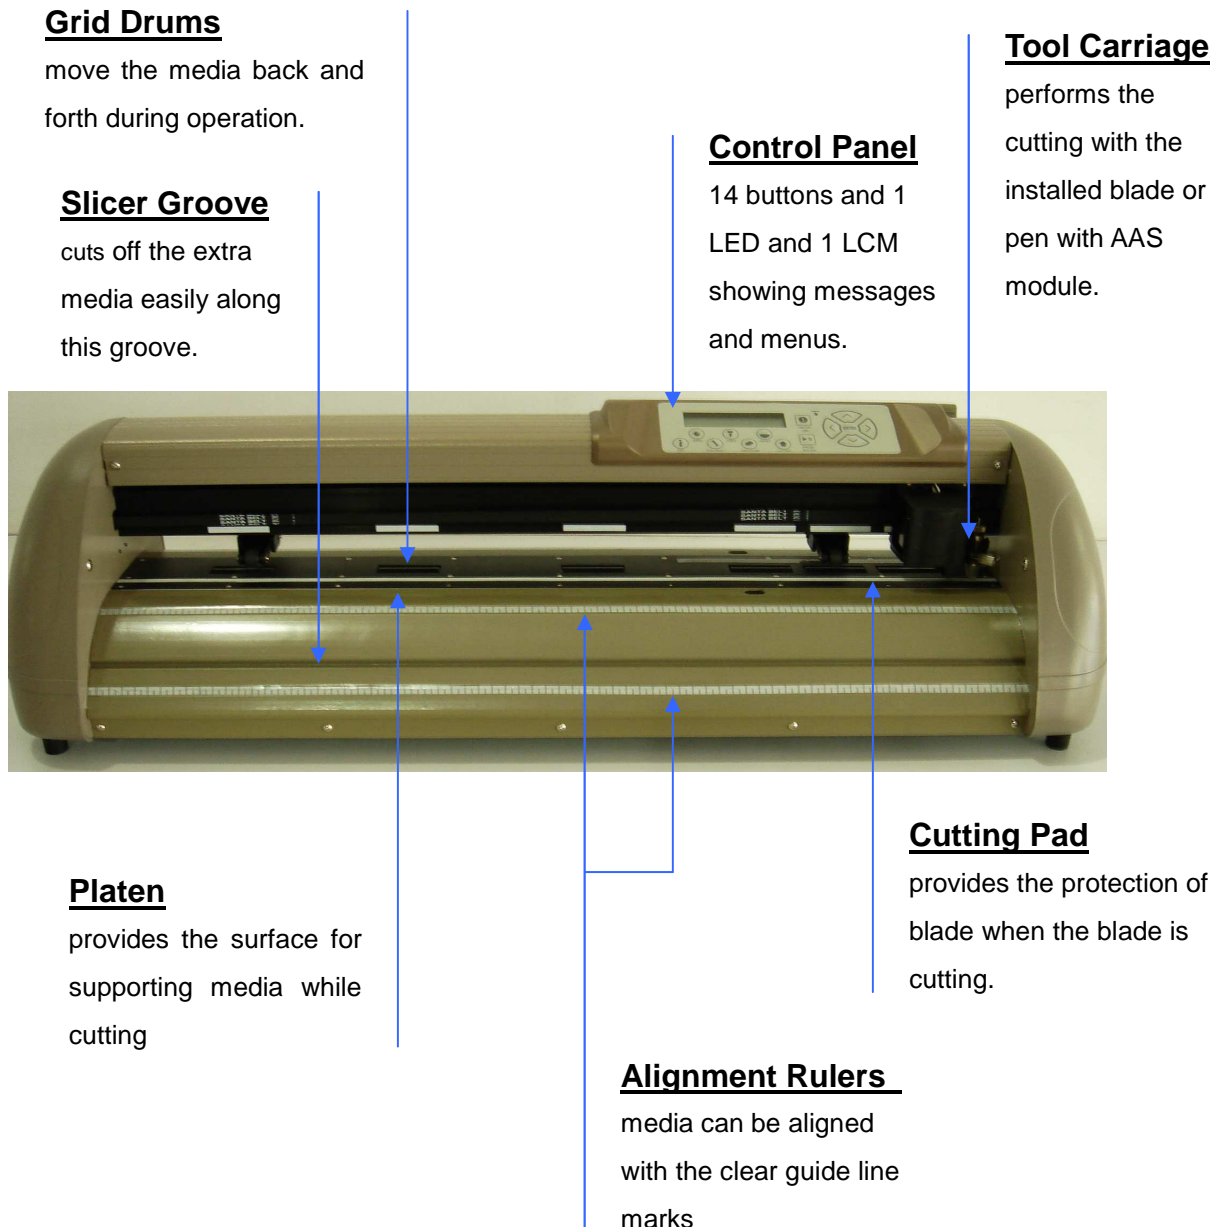 Grid Drums
move the media back and
forth during operation.
Tool Carriage
performs the
cutting with the
installed blade or
pen with AAS
module.
Control Panel
14 buttons and 1
LED and 1 LCM
showing messages
and menus.
Slicer Groove
cuts off the extra
media easily along
this groove.
Platen
provides the surface for
supporting media while
cutting
Cutting Pad
provides the protection of
blade when the blade is
cutting.
Alignment Rulers
media can be aligned
with the clear guide line
marks